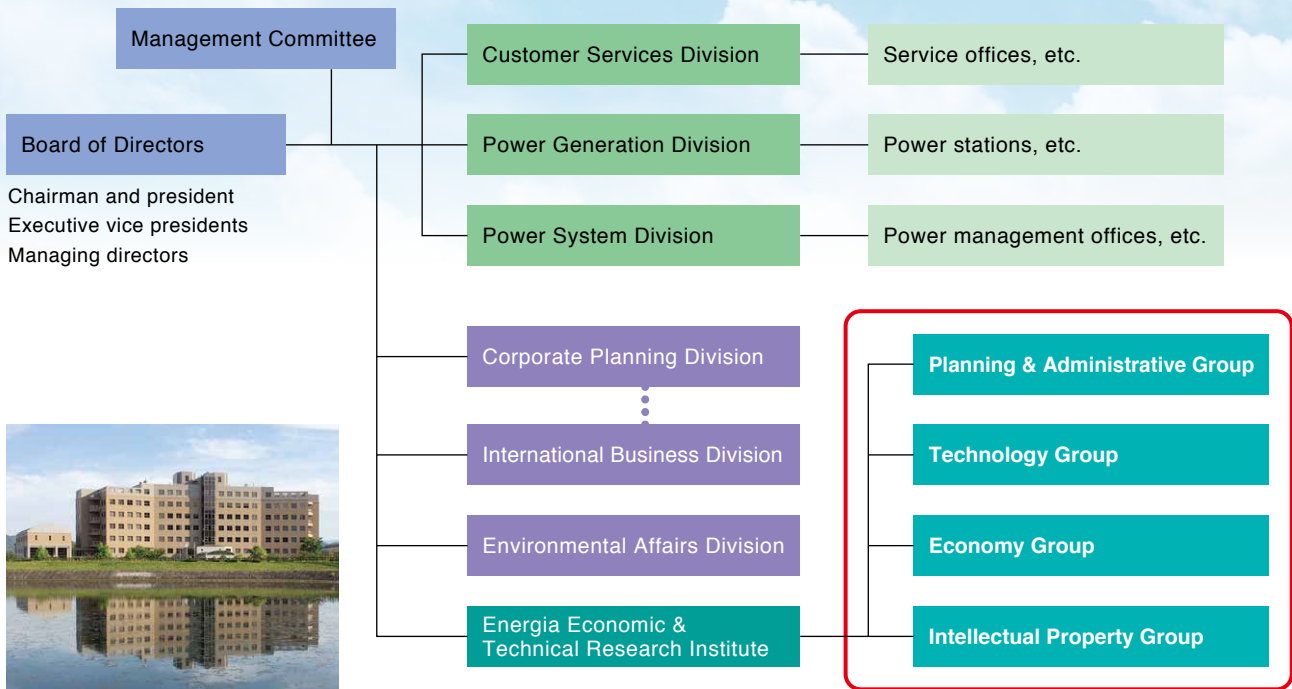 Management Committee
Board of Directors
Chairman and president
Executive vice presidents
Managing directors
Customer Services Division
Service offices, etc.
Power Generation Division
Power stations, etc.
Power System Division
Power management offices, etc.
Corporate Planning Division
International Business Division
Environmental Affairs Division
Energia Economic &
Technical Research Institute
Planning & Administrative Group
Technology Group
Economy Group
Intellectual Property Group